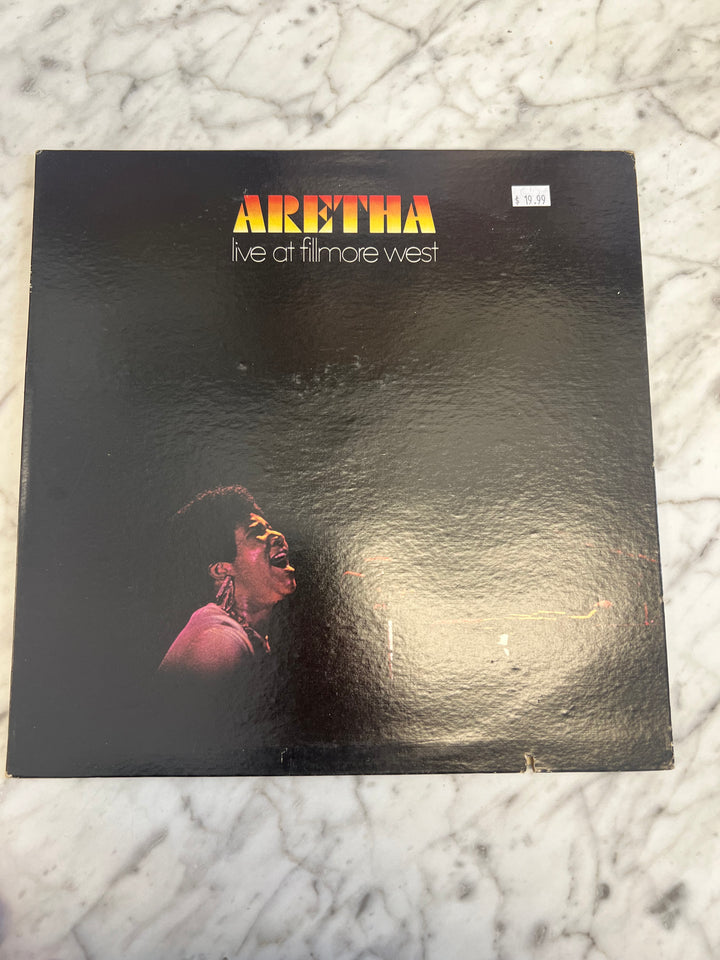 ARETHA
live at fillmore west
$ 19.99